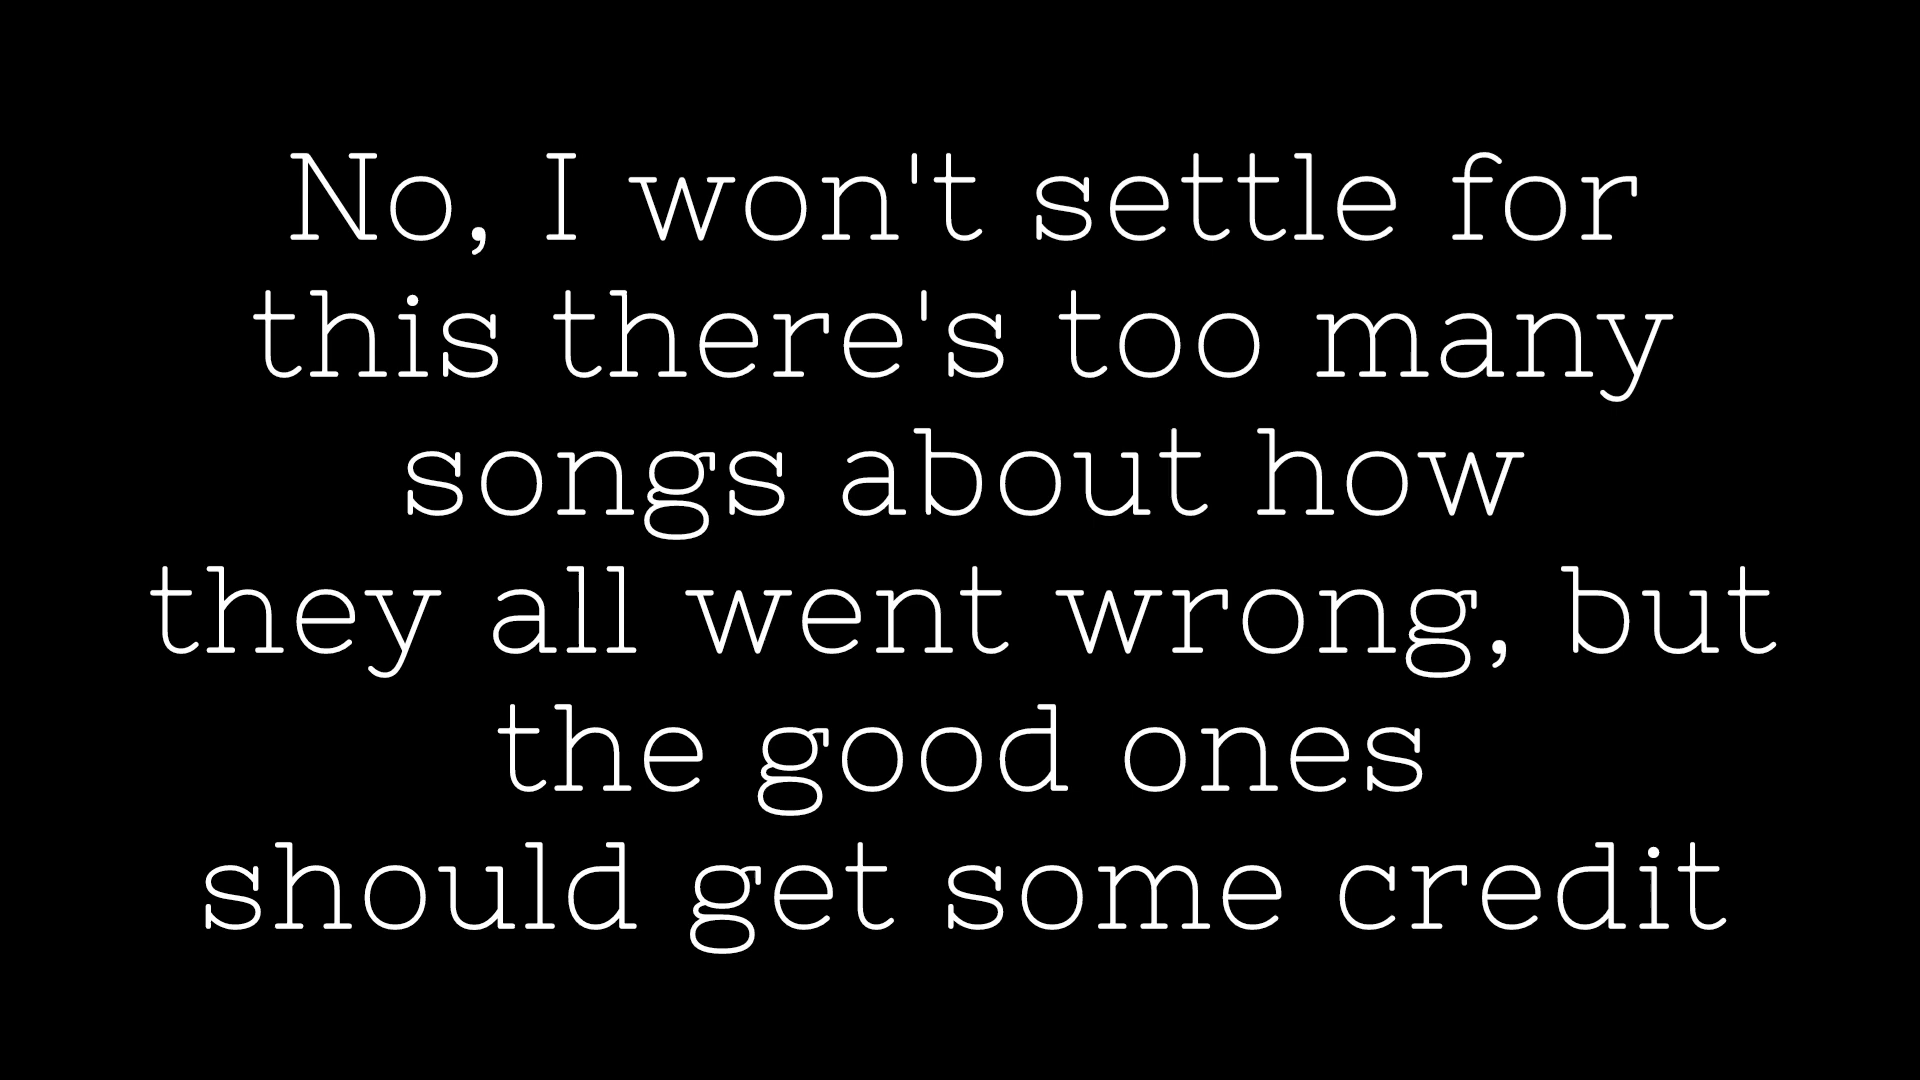 No, I won't settle for
this there's too many
songs about how
they all went wrong, but
the good ones
should get some credit